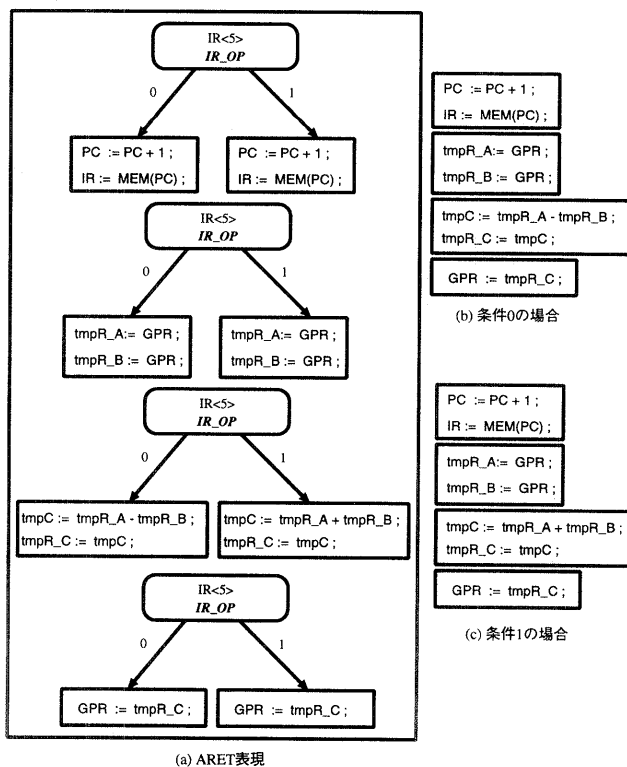 IR<5>
IR_OP
0
1
PC := PC + 1 ;
IR := MEM(PC) ;
PC := PC + 1 ;
IR := MEM(PC) ;
IR<5>
IR_OP
0
1
tmpR_A:= GPR ;
tmpR_B := GPR ;
tmpR_A:= GPR ;
tmpR_B := GPR ;
IR<5>
IR_OP
0
1
tmpC := tmpR_A - tmpR_B ;
tmpR_C := tmpC ;
tmpC := tmpR_A + tmpR_B ;
tmpR_C := tmpC ;
IR<5>
IR_OP
0
1
GPR := tmpR_C ;
GPR := tmpR_C ;
(a) ARET表現
PC := PC + 1 ;
IR := MEM(PC) ;
tmpR_A:= GPR ;
tmpR_B := GPR ;
tmpC := tmpR_A - tmpR_B ;
tmpR_C := tmpC ;
GPR := tmpR_C ;
(b) 条件0の場合
PC := PC + 1 ;
IR := MEM(PC) ;
tmpR_A:= GPR ;
tmpR_B := GPR ;
tmpC := tmpR_A + tmpR_B ;
tmpR_C := tmpC ;
GPR := tmpR_C ;
(c) 条件1の場合